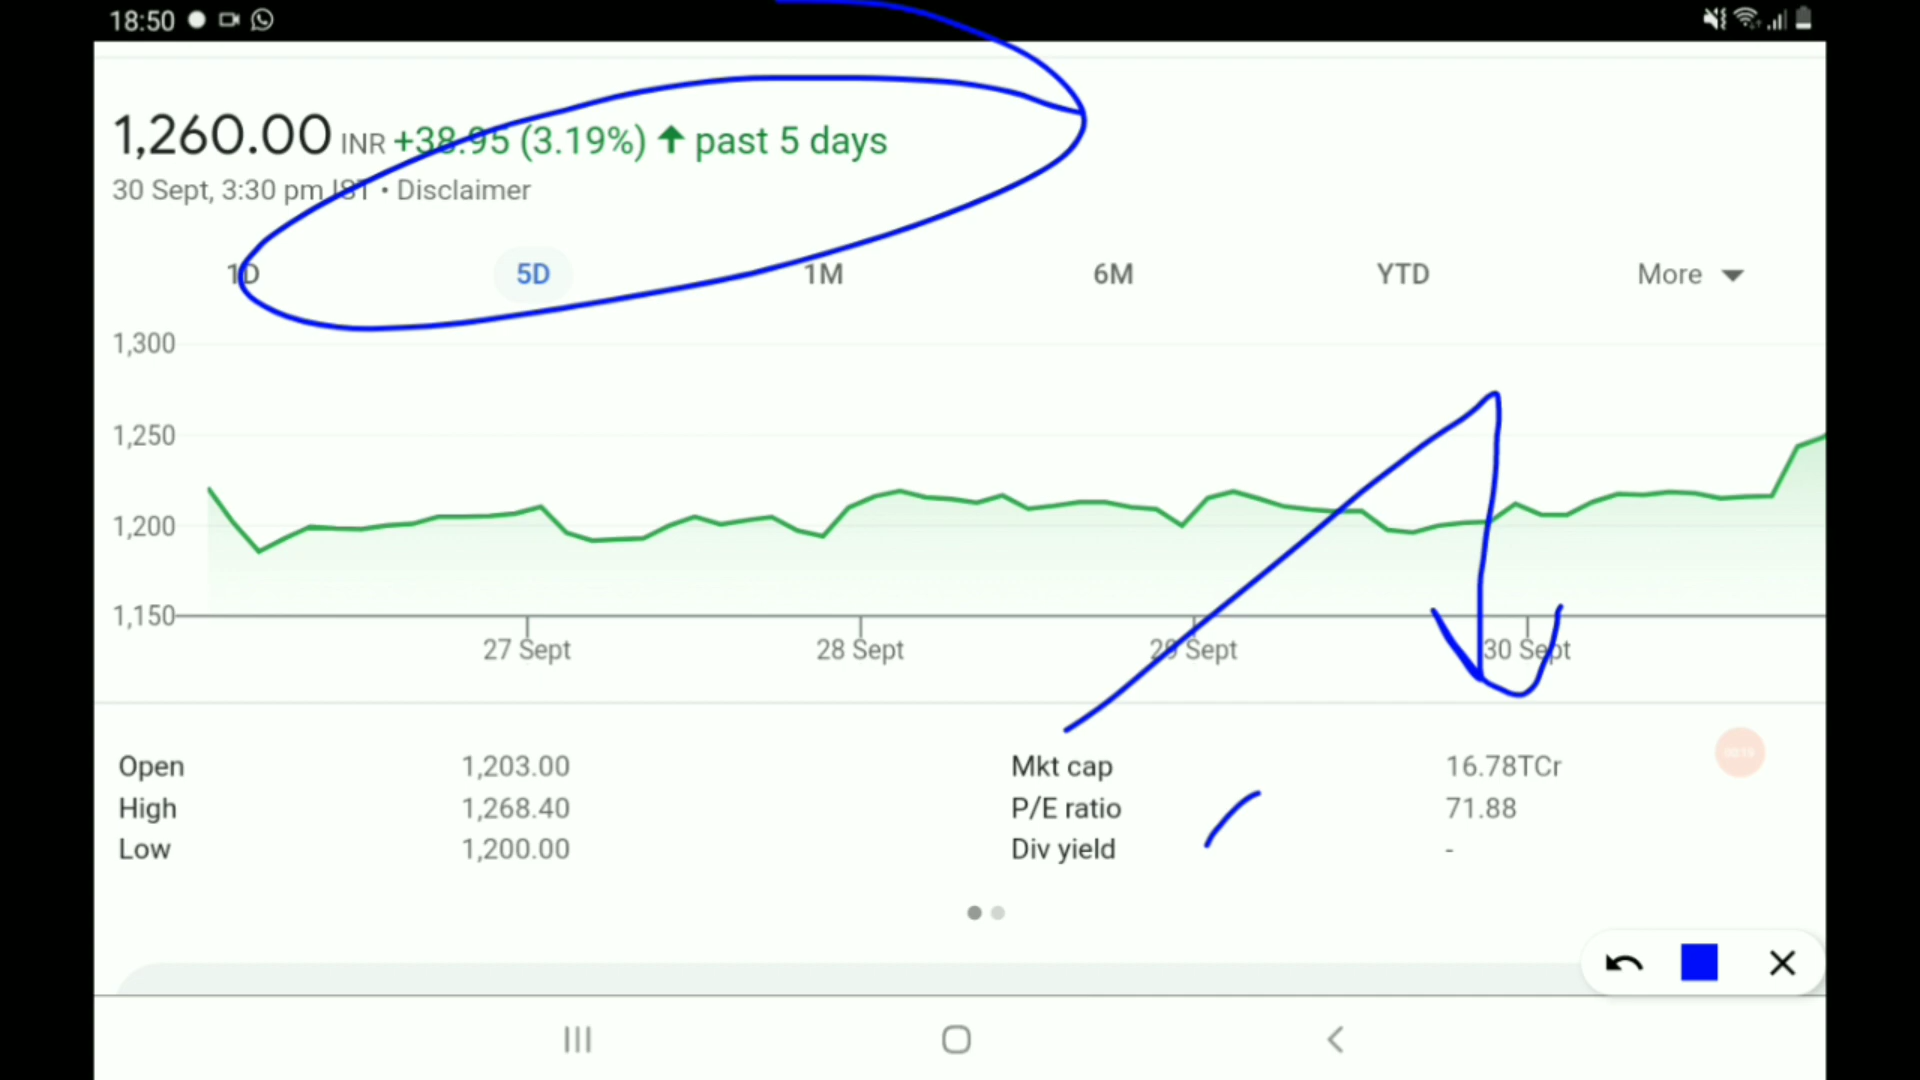 18:50
1,260.00 INR +38.95 (3.19%) ↑ past 5 days
30 Sept, 3:30 pm IST • Disclaimer
1D 5D 1M 6M YTD More
1,300
1,250
1,200
1,150
27 Sept 28 Sept 29 Sept 30 Sept
Open 1,203.00 Mkt cap 16.78TCr
High 1,268.40 P/E ratio 71.88
Low 1,200.00 Div yield -